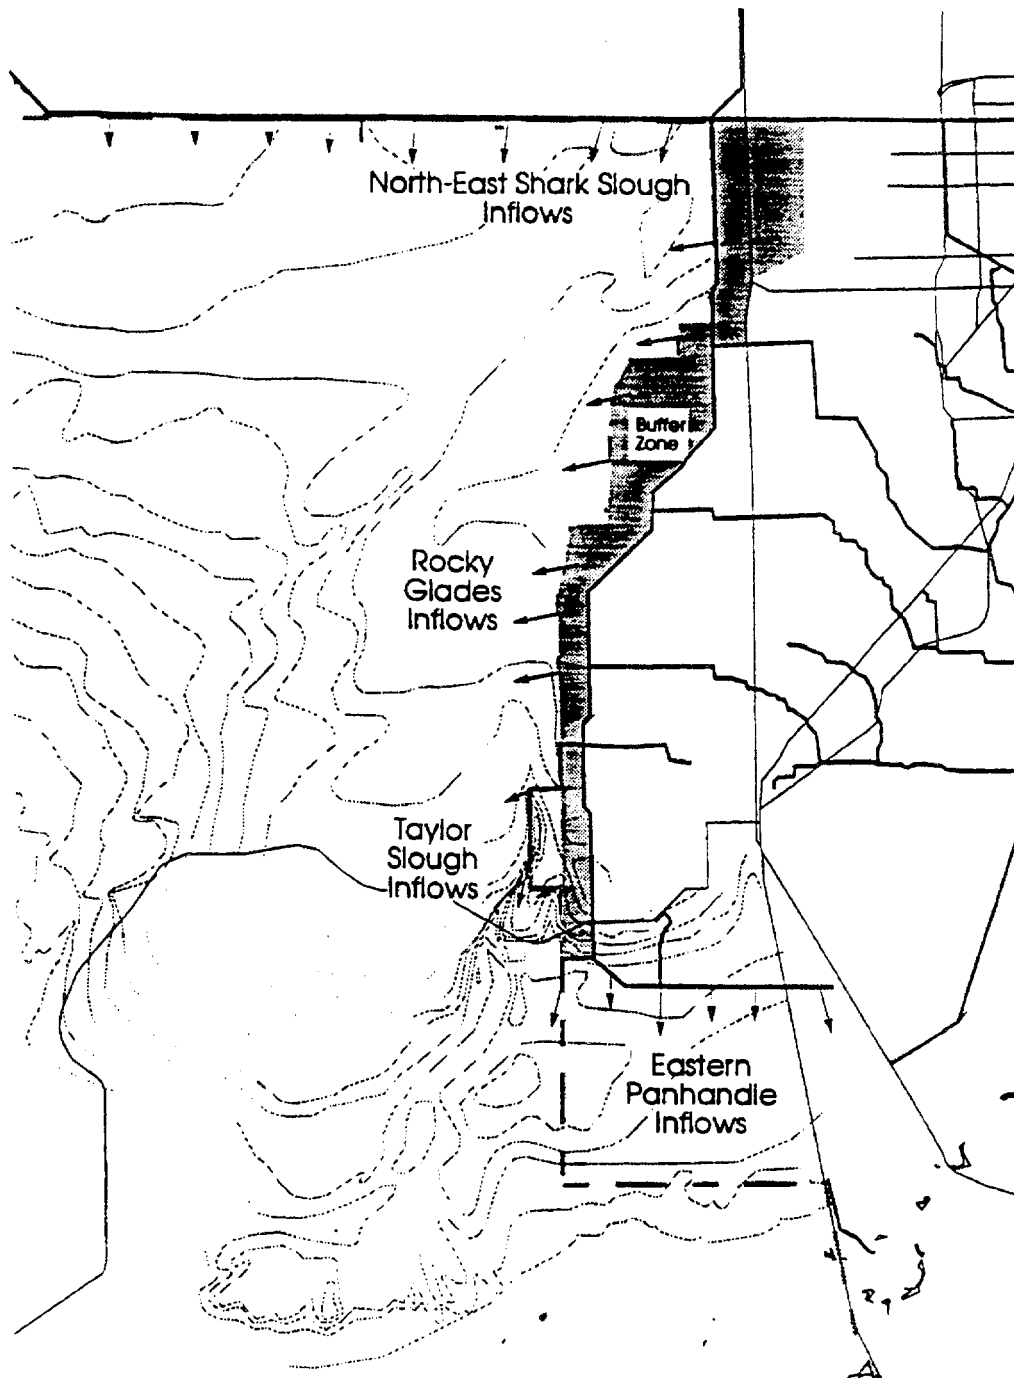 North-East Shark Slough
Inflows
Buffer
Zone
Rocky
Glades
Inflows
Taylor
Slough
Inflows
Eastern
Panhandle
Inflows